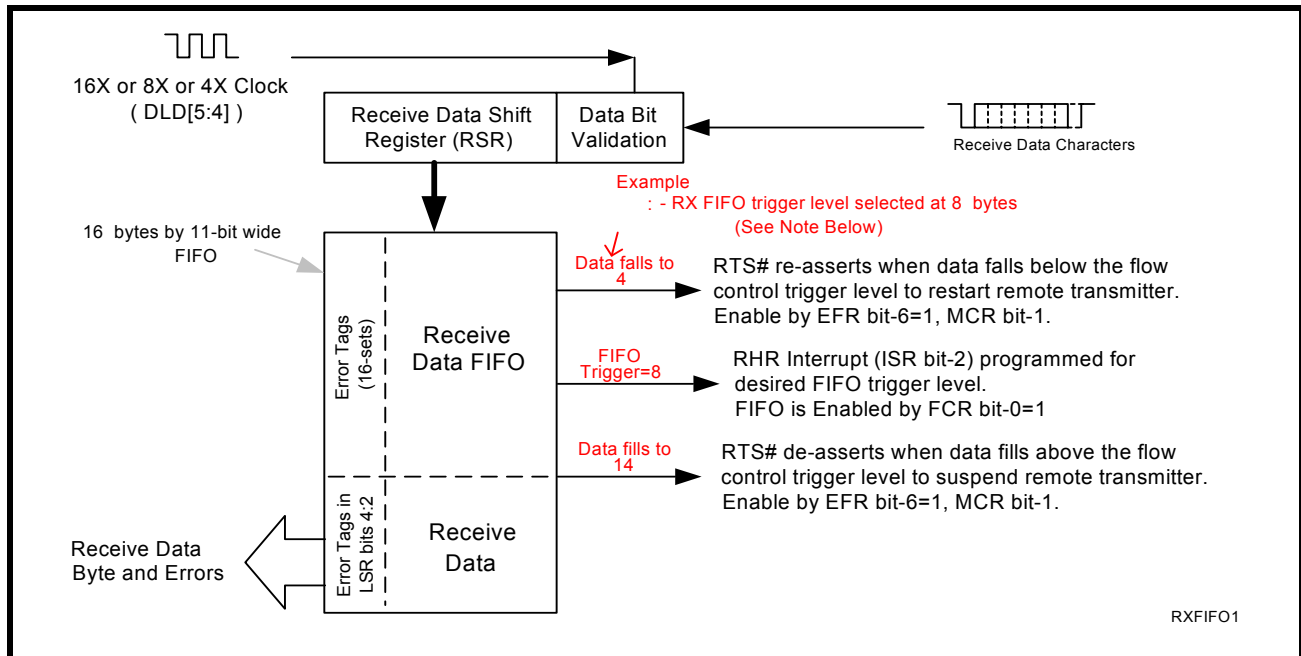 16X or 8X or 4X Clock
( DLD[5:4] )
Receive Data Shift
Register (RSR)
Data Bit
Validation
Receive Data Characters
Example
: - RX FIFO trigger level selected at 8 bytes
(See Note Below)
16 bytes by 11-bit wide
FIFO
Data falls to
4
RTS# re-asserts when data falls below the flow
control trigger level to restart remote transmitter.
Enable by EFR bit-6=1, MCR bit-1.
Error Tags
(16-sets)
Receive
Data FIFO
FIFO
Trigger=8
RHR Interrupt (ISR bit-2) programmed for
desired FIFO trigger level.
FIFO is Enabled by FCR bit-0=1
Data fills to
14
RTS# de-asserts when data fills above the flow
control trigger level to suspend remote transmitter.
Enable by EFR bit-6=1, MCR bit-1.
Error Tags in
LSR bits 4:2
Receive
Data
Receive Data
Byte and Errors
RXFIFO1